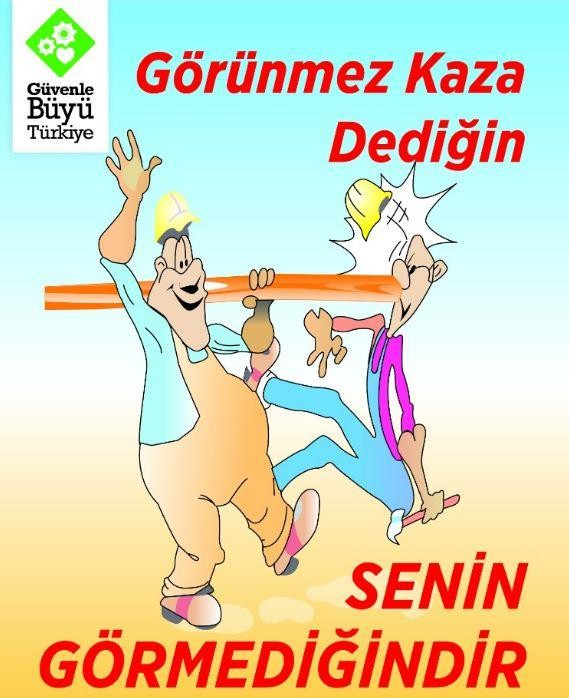 Güvenle
Büyü
Türkiye
Görünmez Kaza
Dediğin
SENİN
GÖRMEDİĞİNDİR